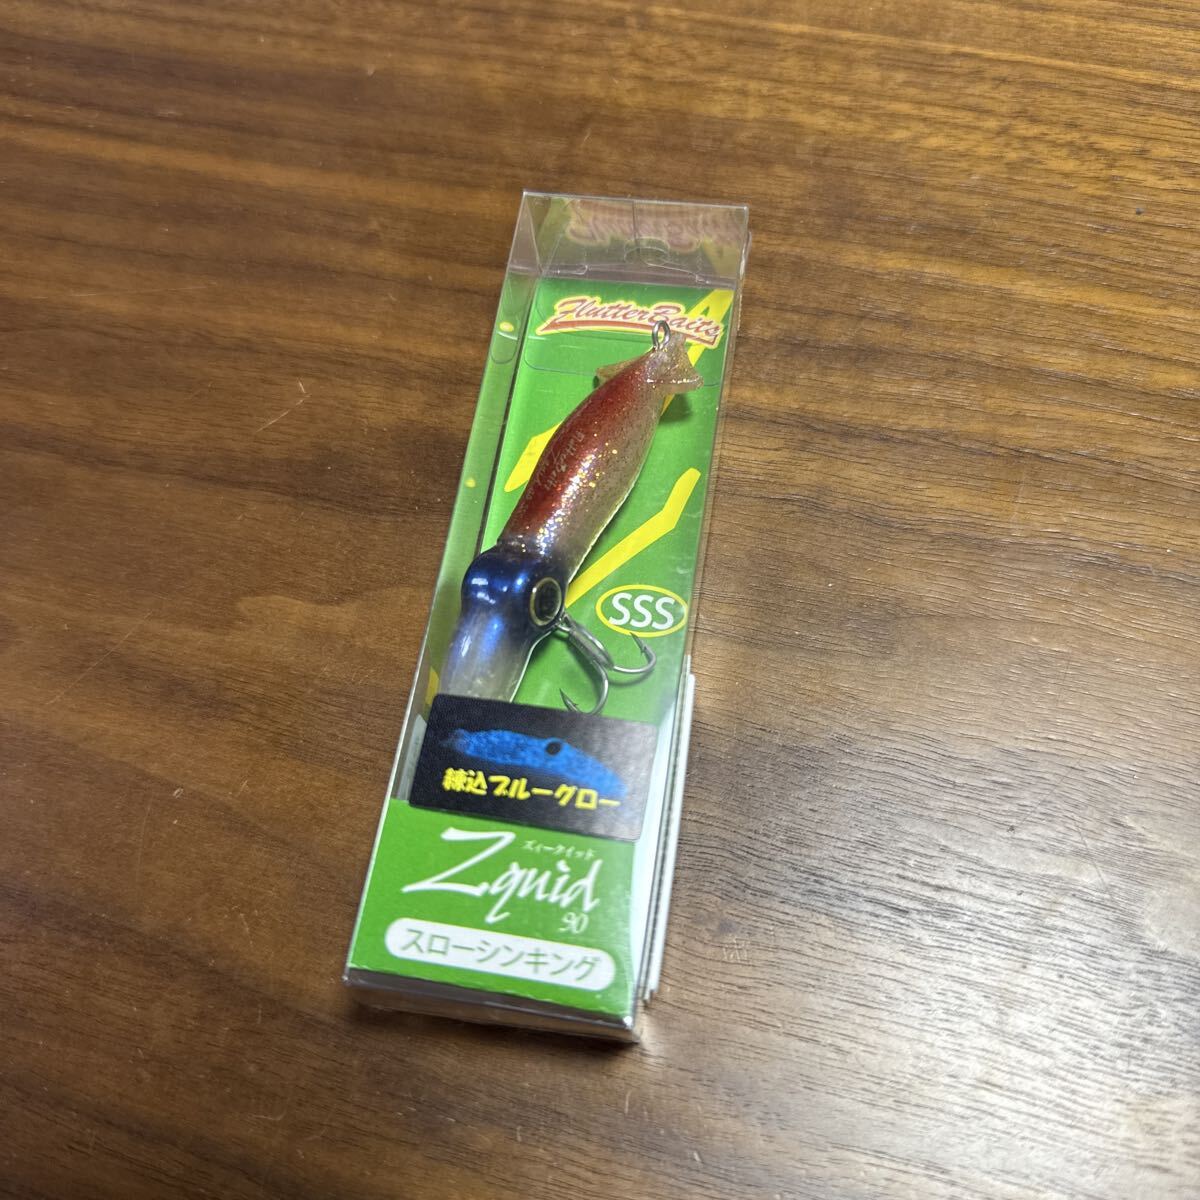 FlutterBaits
SSS
練込ブルーグロー
ズィークイッド
Zquid
90
スローシンキング